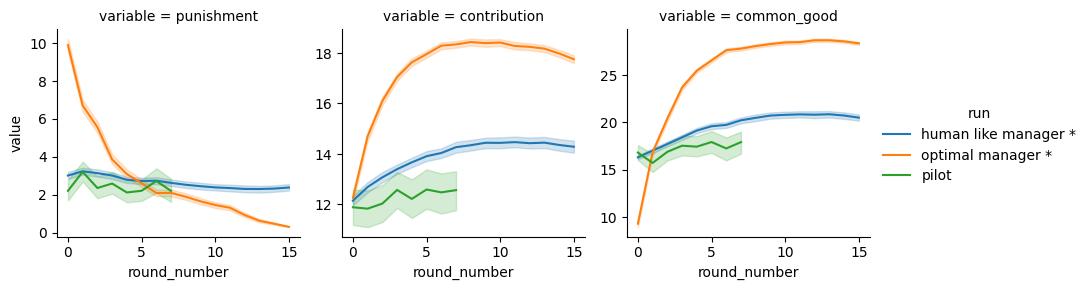 variable = punishment
variable = contribution
variable = common_good
value
10
8
6
4
2
0
0
5
10
15
round_number
18
16
14
12
0
5
10
15
round_number
25
20
15
10
0
5
10
15
round_number
run
human like manager *
optimal manager *
pilot